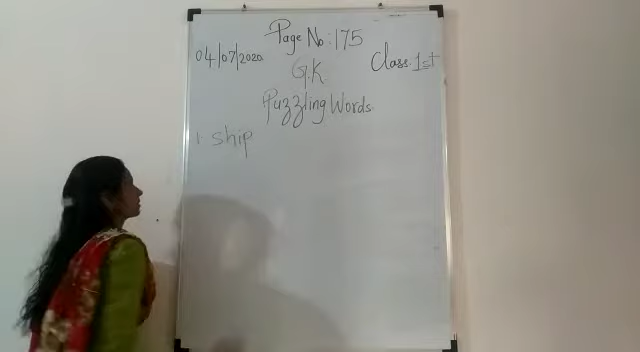 Page No: 175
04/07/2020
Class. 1st
G.K.
Puzzling Words.
1 ship